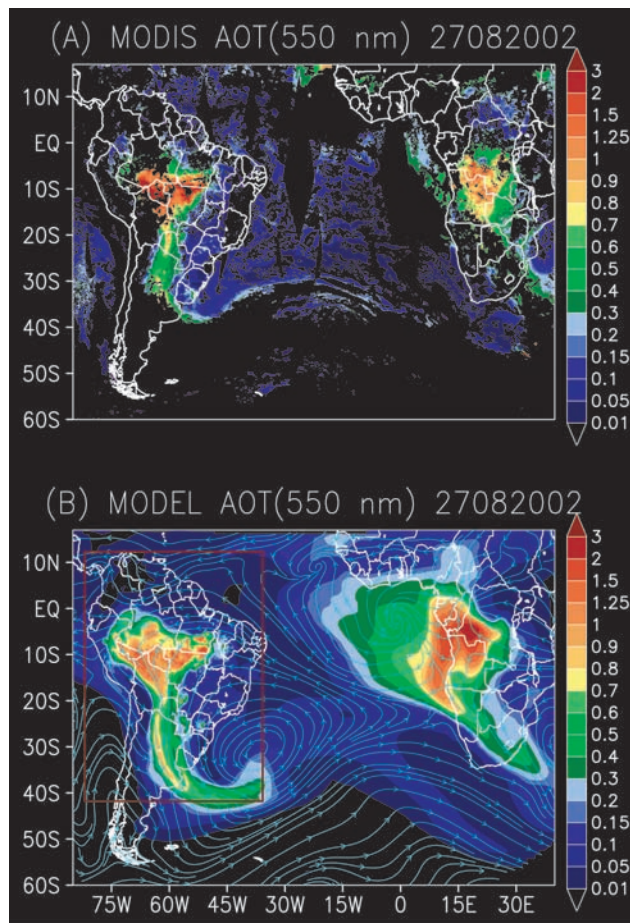 (A) MODIS AOT(550 nm) 27082002
10N
EQ
10S
20S
30S
40S
50S
60S
3
2
1.5
1.25
1
0.9
0.8
0.7
0.6
0.5
0.4
0.3
0.2
0.15
0.1
0.05
0.01
(B) MODEL AOT(550 nm) 27082002
10N
EQ
10S
20S
30S
40S
50S
60S
75W 60W 45W 30W 15W 0 15E 30E
3
2
1.5
1.25
1
0.9
0.8
0.7
0.6
0.5
0.4
0.3
0.2
0.15
0.1
0.05
0.01